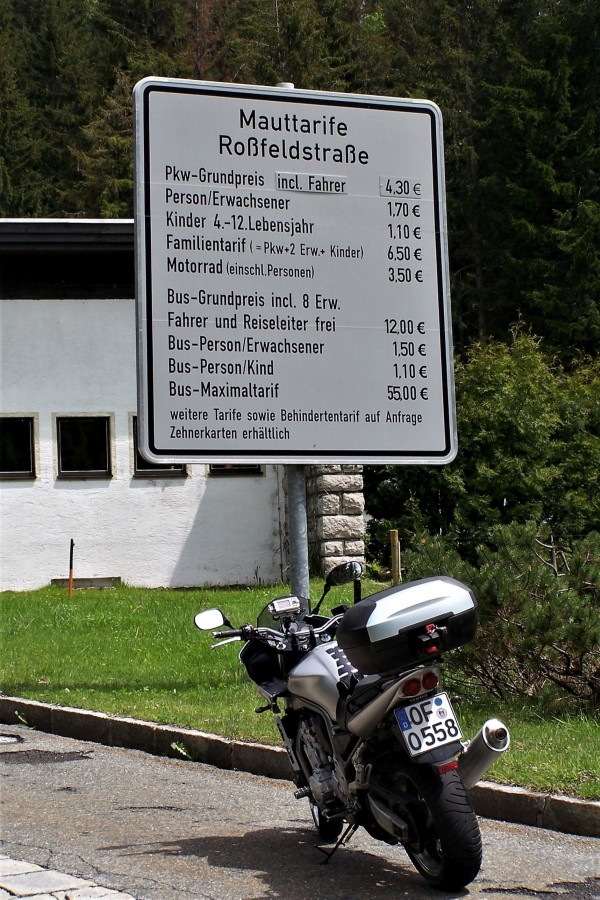 Mauttarife
Roßfeldstraße
Pkw-Grundpreis incl. Fahrer 4,30 €
Person/Erwachsener 1,70 €
Kinder 4.-12.Lebensjahr 1,10 €
Familientarif (=Pkw+2 Erw.+ Kinder) 6,50 €
Motorrad (einschl.Personen) 3,50 €
Bus-Grundpreis incl. 8 Erw.
Fahrer und Reiseleiter frei 12,00 €
Bus-Person/Erwachsener 1,50 €
Bus-Person/Kind 1,10 €
Bus-Maximaltarif 55,00 €
weitere Tarife sowie Behindertentarif auf Anfrage
Zehnerkarten erhältlich
D OF
O 558